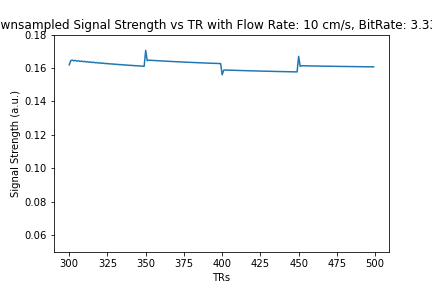 wnsampled Signal Strength vs TR with Flow Rate: 10 cm/s, BitRate: 3.33
0.18
0.16
0.14
0.12
0.10
0.08
0.06
Signal Strength (a.u.)
300 325 350 375 400 425 450 475 500
TRs